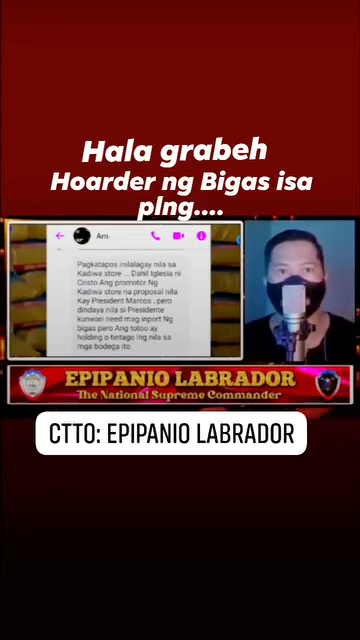 Hala grabeh
Hoarder ng Bigas isa
plng....
Arn
Pagkatapos inilalagay nila sa
Kadiwa store ... Dahil Iglesia ni
Cristo Ang promotor Ng
Kadiwa store na proposal nila
Kay President Marcos , pero
dindaya nila si Presidente
kunwari need mag inport Ng
bigas pero Ang totoo ay
holding o tintago lng nila sa
mga bodega ito
EPIPANIO LABRADOR
The National Supreme Commander
CTTO: EPIPANIO LABRADOR